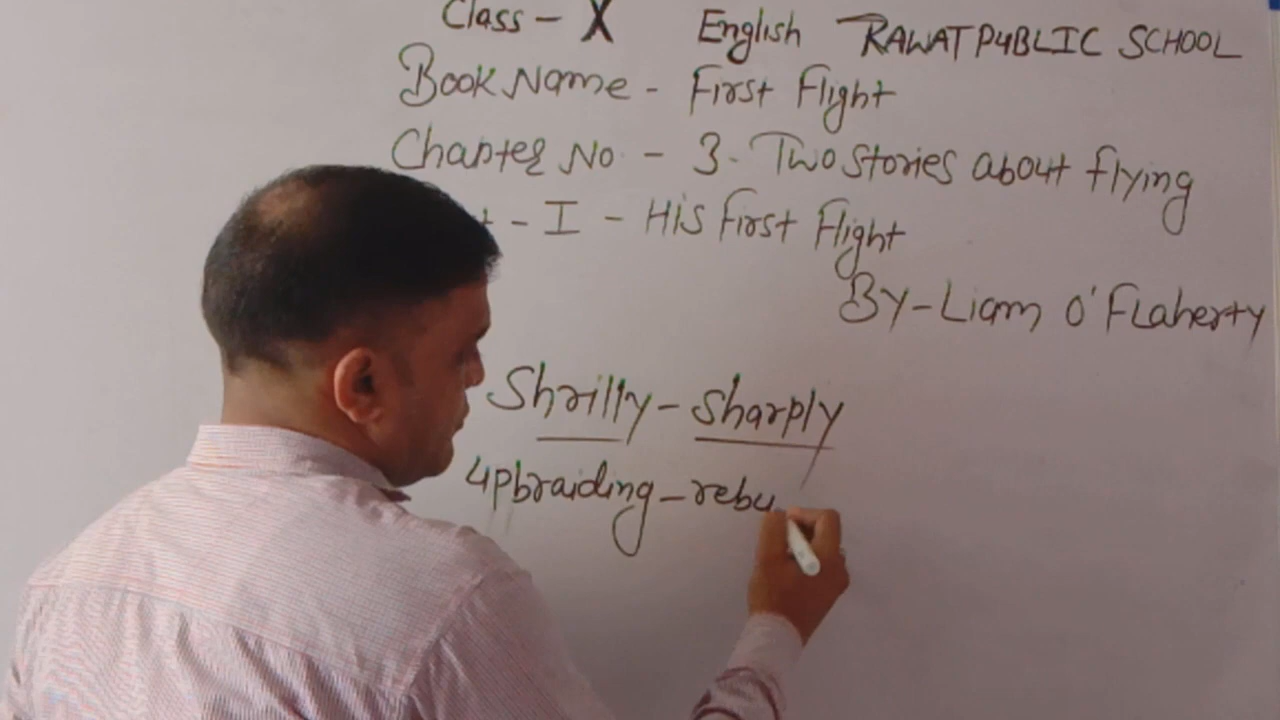 Class - X English RAWAT PUBLIC SCHOOL
Book Name - First Flight
Chapter No - 3. Two Stories about flying
- I - His First Flight
By - Liam O'Flaherty
Shrilly - Sharply
Upbraiding - rebu